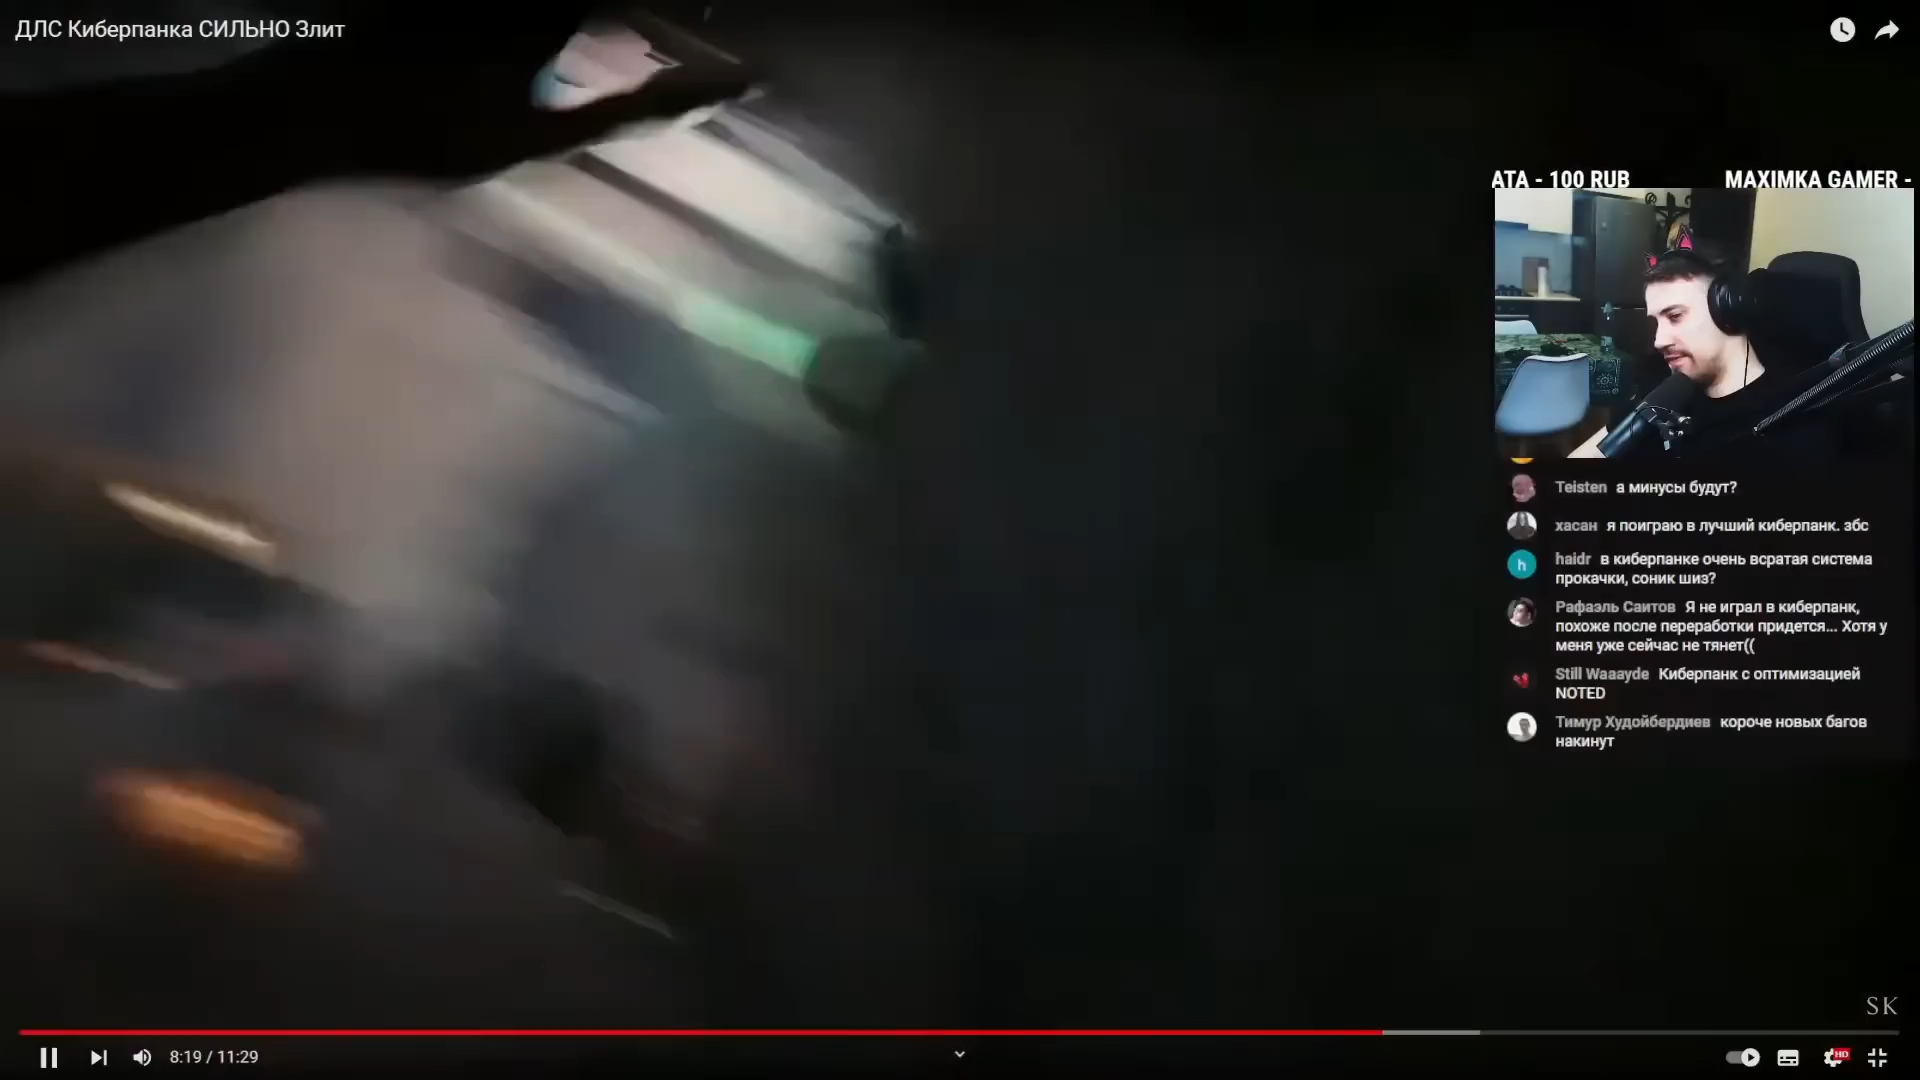 ДЛС Киберпанка СИЛЬНО Злит
ATA - 100 RUB MAXIMKA GAMER -
Teisten а минусы будут?
хасан я поиграю в лучший киберпанк. збс
h
haidr в киберпанке очень всратая система
прокачки, соник шиз?
Рафаэль Саитов Я не играл в киберпанк,
похоже после переработки придется... Хотя у
меня уже сейчас не тянет((
Still Waaayde Киберпанк с оптимизацией
NOTED
Тимур Худойбердиев короче новых багов
накинут
SK
8:19 / 11:29
HD